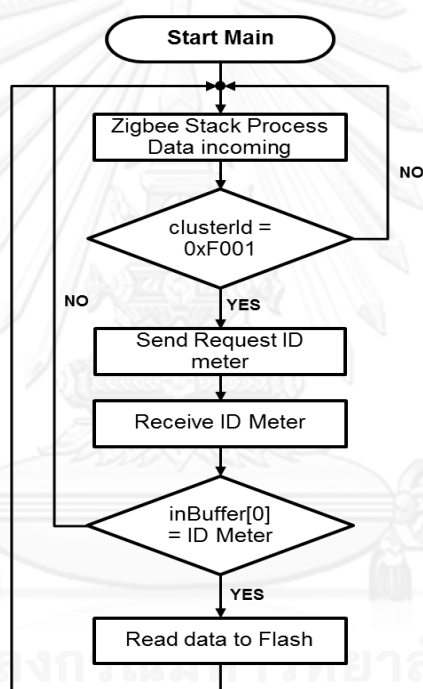 Start Main
Zigbee Stack Process
Data incoming
NO
clusterId =
0xF001
NO
YES
Send Request ID
meter
Receive ID Meter
inBuffer[0]
= ID Meter
YES
Read data to Flash